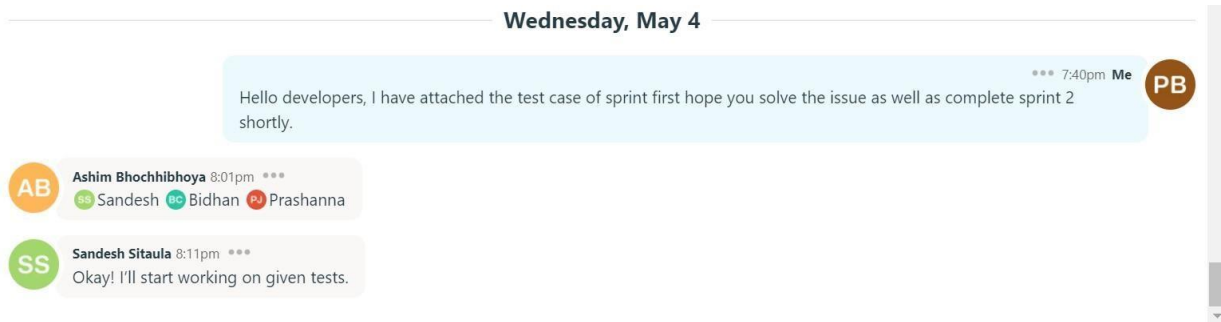 Wednesday, May 4
••• 7:40pm Me
PB
Hello developers, I have attached the test case of sprint first hope you solve the issue as well as complete sprint 2
shortly.
AB
Ashim Bhochhibhoya 8:01pm •••
SS Sandesh BC Bidhan PJ Prashanna
SS
Sandesh Sitaula 8:11pm •••
Okay! I’ll start working on given tests.